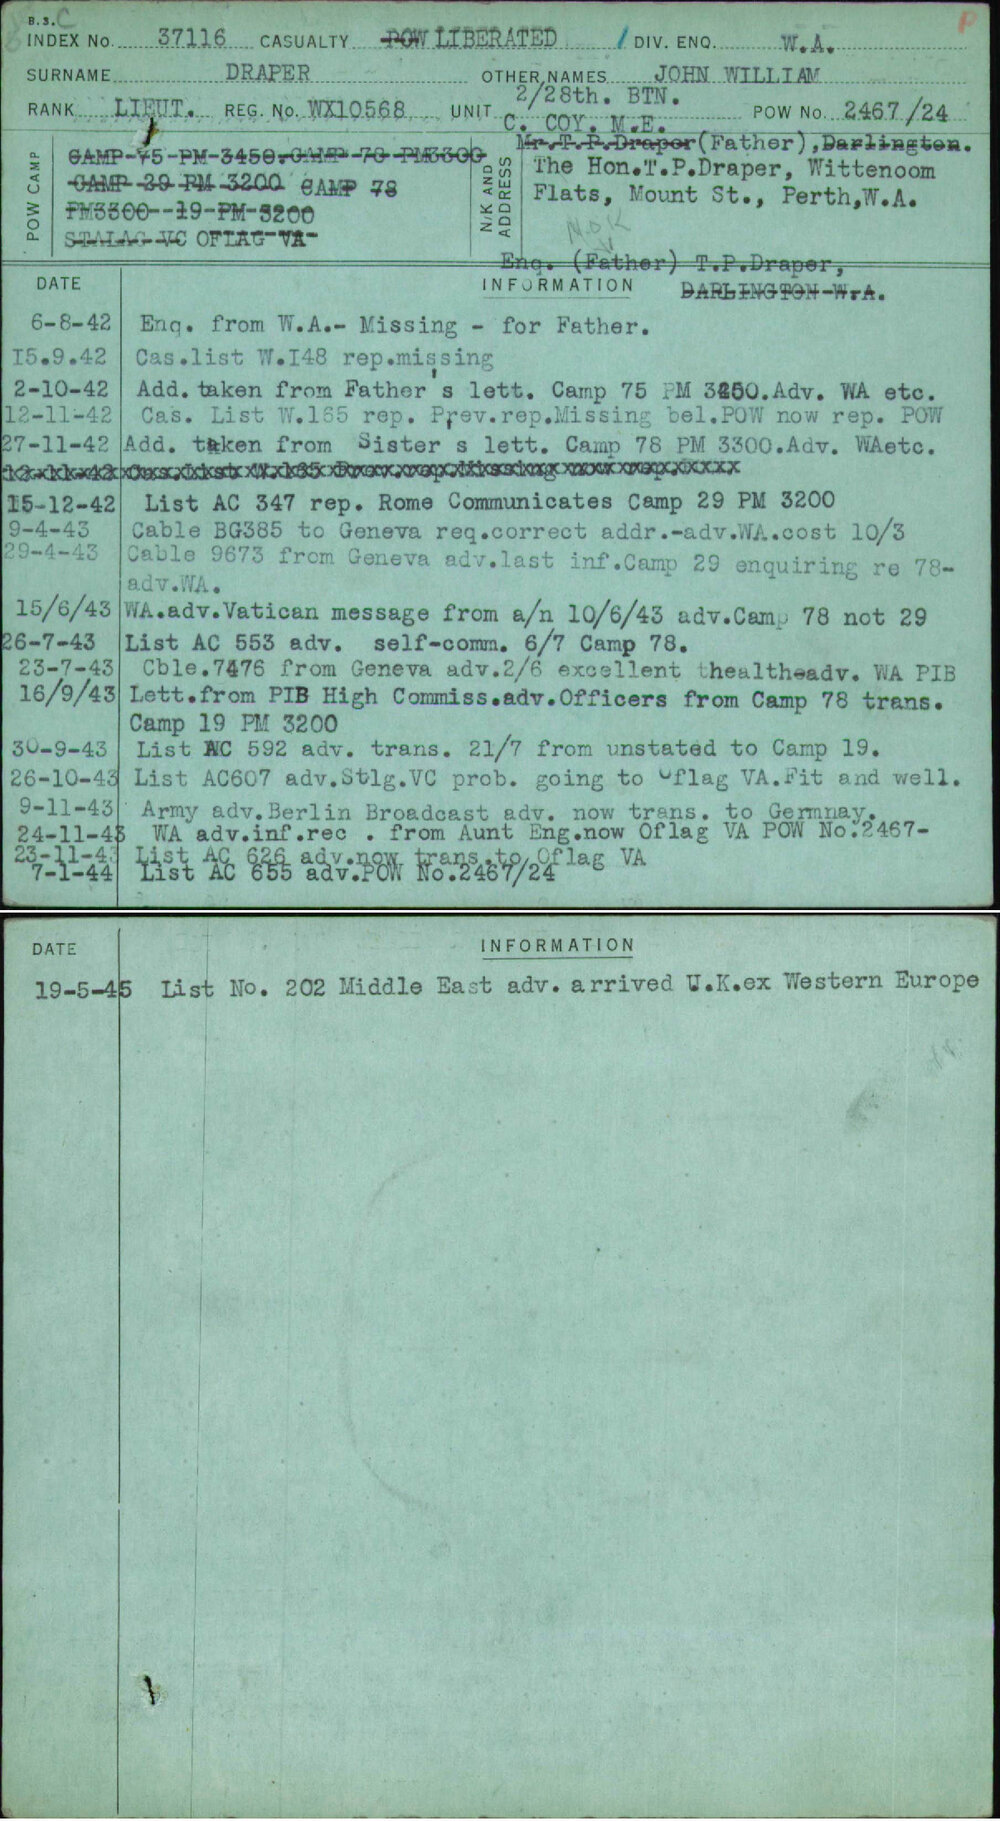 B.S. C
INDEX No. 37116 CASUALTY POW LIBERATED / DIV. ENQ. W.A. P
SURNAME DRAPER OTHER NAMES JOHN WILLIAM
RANK LIEUT. REG. No. WX10568 UNIT 2/28th. BTN. C. COY. M.E. POW No. 2467/24
POW CAMP
CAMP-75-PM-3450.CAMP 78 PM3300
CAMP 29 PM 3200 CAMP 78
PM3300--19-PM-3200
STALAG VC OFLAG VA
N/K AND ADDRESS
Mr.T.P.Draper(Father),Darlington.
The Hon.T.P.Draper, Wittenoom
Flats, Mount St., Perth,W.A.
N.O.K
Enq. (Father) T.P.Draper,
DARLINGTON W.A.
DATE INFORMATION
6-8-42 Enq. from W.A.- Missing - for Father.
15.9.42 Cas.list W.I48 rep.missing
2-10-42 Add. taken from Father's lett. Camp 75 PM 3450.Adv. WA etc.
12-11-42 Cas. List W.165 rep. Prev.rep.Missing bel.POW now rep. POW
27-11-42 Add. taken from Sister s lett. Camp 78 PM 3300.Adv. WAetc.
12-11-42 Cas.List W.165 Prev.rep.Missing now rep.
15-12-42 List AC 347 rep. Rome Communicates Camp 29 PM 3200
9-4-43 Cable BG385 to Geneva req.correct addr.-adv.WA.cost 10/3
29-4-43 Cable 9673 from Geneva adv.last inf.Camp 29 enquiring re 78-
adv.WA.
15/6/43 WA.adv.Vatican message from a/n 10/6/43 adv.Camp 78 not 29
26-7-43 List AC 553 adv. self-comm. 6/7 Camp 78.
23-7-43 Cble.7476 from Geneva adv.2/6 excellent thealth-adv. WA PIB
16/9/43 Lett.from PIB High Commiss.adv.Officers from Camp 78 trans.
Camp 19 PM 3200
30-9-43 List AC 592 adv. trans. 21/7 from unstated to Camp 19.
26-10-43 List AC607 adv.Stlg.VC prob. going to Oflag VA.Fit and well.
9-11-43 Army adv.Berlin Broadcast adv. now trans. to Germnay.
24-11-43 WA adv.inf.rec . from Aunt Eng.now Oflag VA POW No.2467-
23-11-43 List AC 626 adv.now trans.to Oflag VA
7-1-44 List AC 655 adv.POW No.2467/24
DATE INFORMATION
19-5-45 List No. 202 Middle East adv. arrived U.K.ex Western Europe